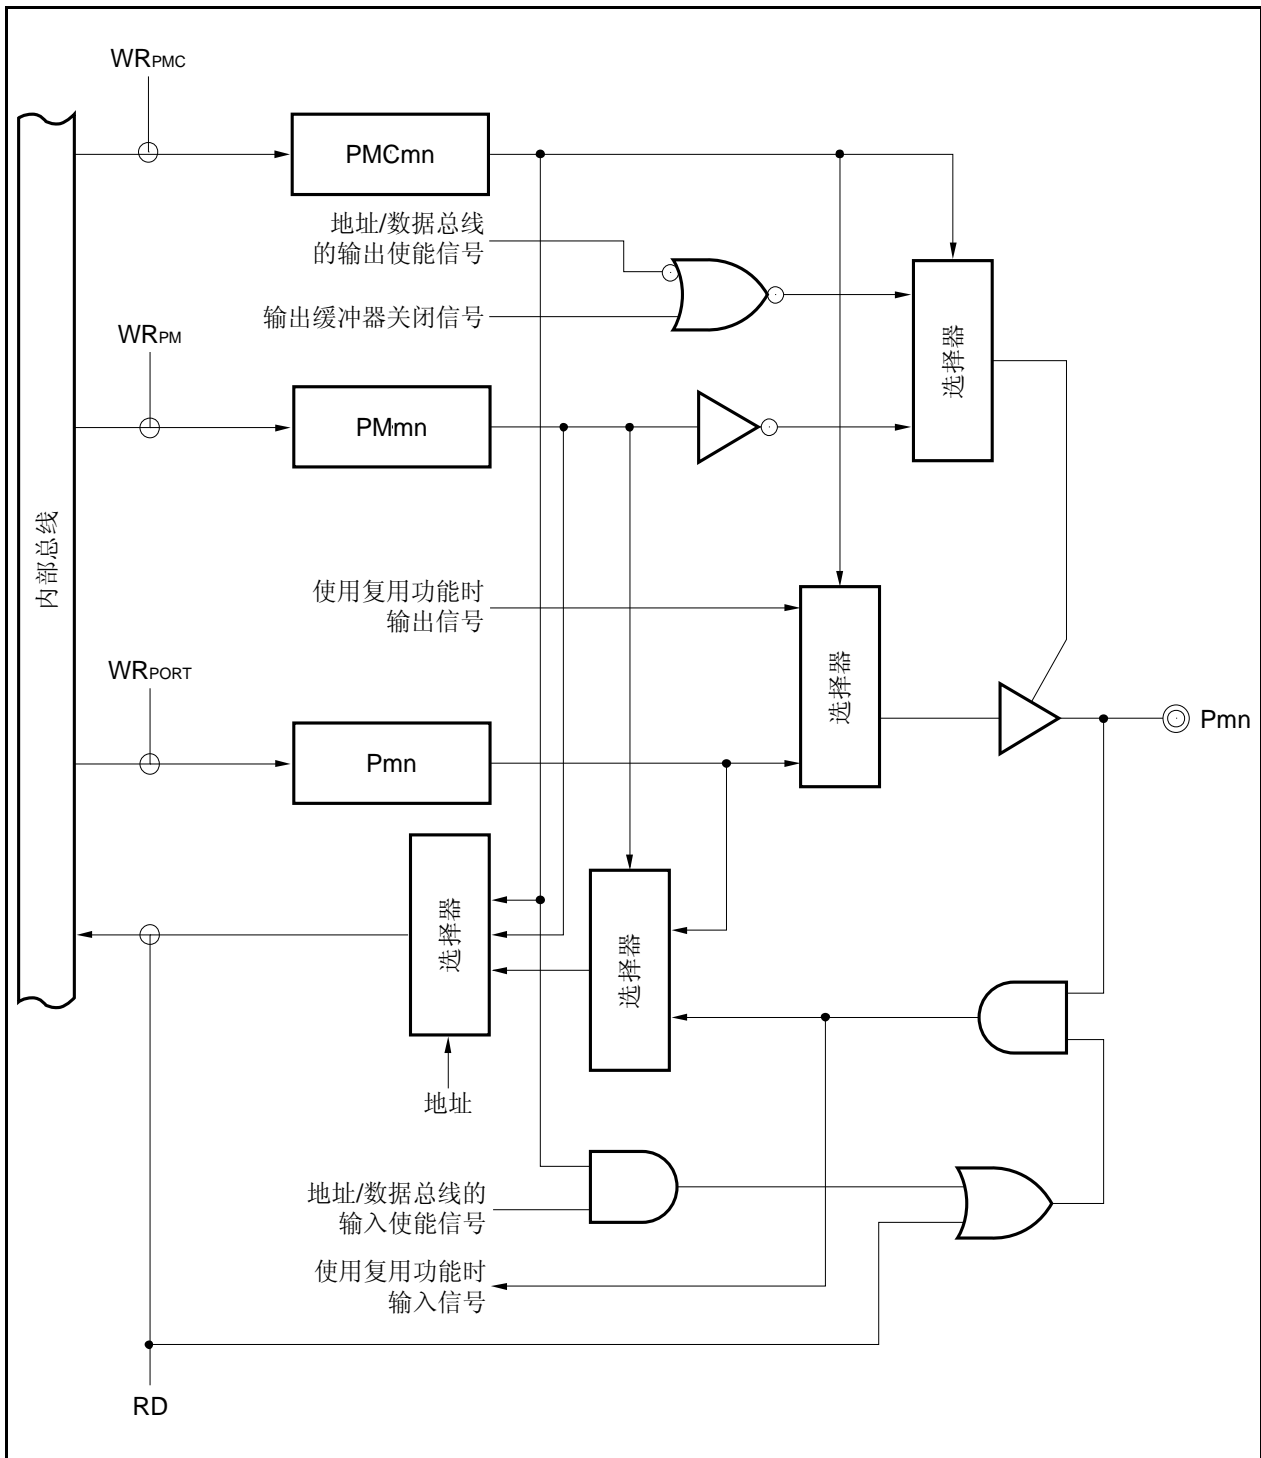 WRPMC
PMCmn
地址/数据总线
的输出使能信号
输出缓冲器关闭信号
选择器
WRPM
PMmn
内部总线
使用复用功能时
输出信号
选择器
WRPORT
Pmn
Pmn
选择器
选择器
地址
地址/数据总线的
输入使能信号
使用复用功能时
输入信号
RD